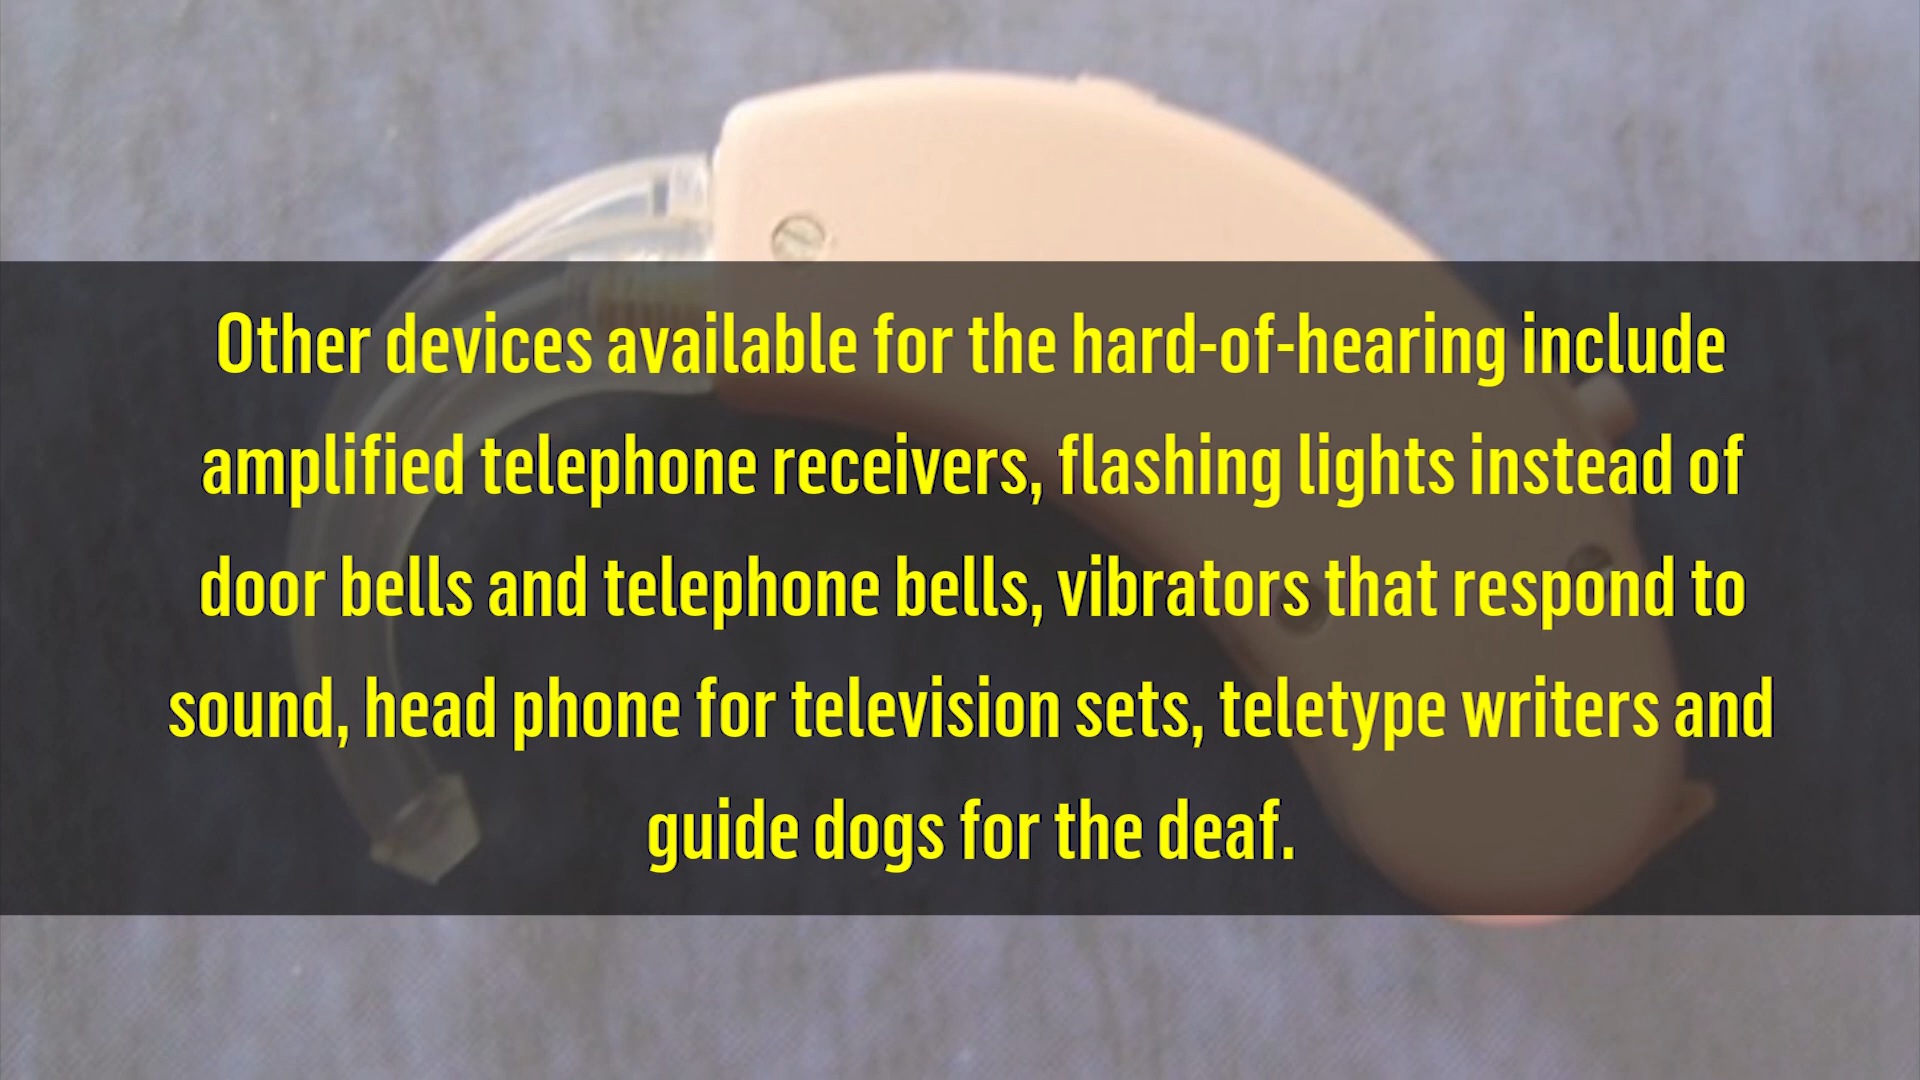 Other devices available for the hard-of-hearing include
amplified telephone receivers, flashing lights instead of
door bells and telephone bells, vibrators that respond to
sound, head phone for television sets, teletype writers and
guide dogs for the deaf.